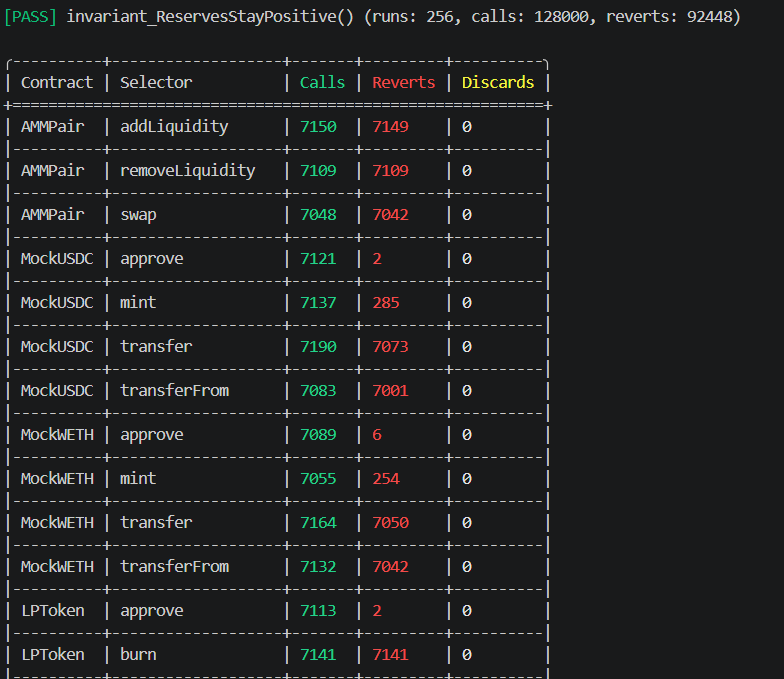 [PASS] invariant_ReservesStayPositive() (runs: 256, calls: 128000, reverts: 92448)
| Contract | Selector | Calls | Reverts | Discards |
| AMMPair | addLiquidity | 7150 | 7149 | 0 |
| AMMPair | removeLiquidity | 7109 | 7109 | 0 |
| AMMPair | swap | 7048 | 7042 | 0 |
| MockUSDC | approve | 7121 | 2 | 0 |
| MockUSDC | mint | 7137 | 285 | 0 |
| MockUSDC | transfer | 7190 | 7073 | 0 |
| MockUSDC | transferFrom | 7083 | 7001 | 0 |
| MockWETH | approve | 7089 | 6 | 0 |
| MockWETH | mint | 7055 | 254 | 0 |
| MockWETH | transfer | 7164 | 7050 | 0 |
| MockWETH | transferFrom | 7132 | 7042 | 0 |
| LPToken | approve | 7113 | 2 | 0 |
| LPToken | burn | 7141 | 7141 | 0 |